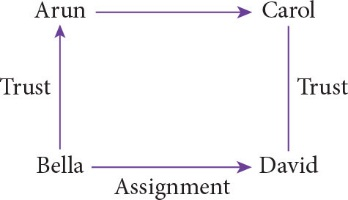 Arun Carol
Trust Trust
Bella David
Assignment